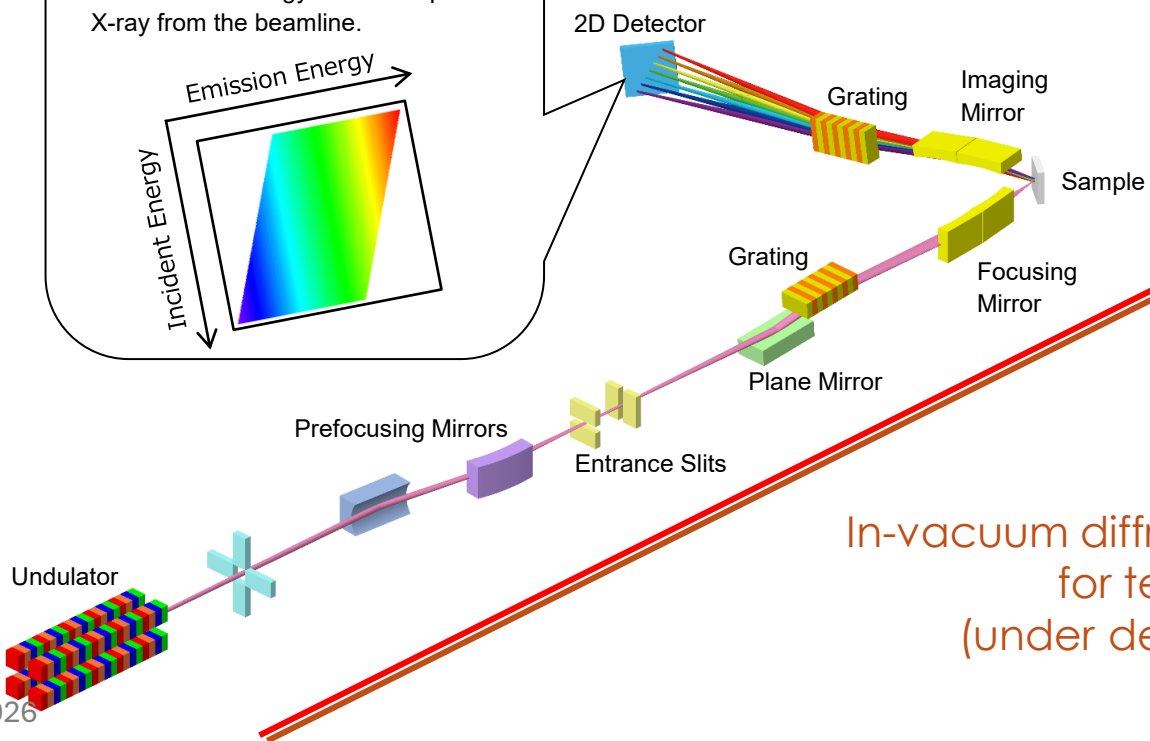 X-ray from the beamline.
Emission Energy
Incident Energy
2D Detector
Grating
Imaging
Mirror
Sample
Grating
Focusing
Mirror
Plane Mirror
Prefocusing Mirrors
Entrance Slits
Undulator
In-vacuum
for
(under